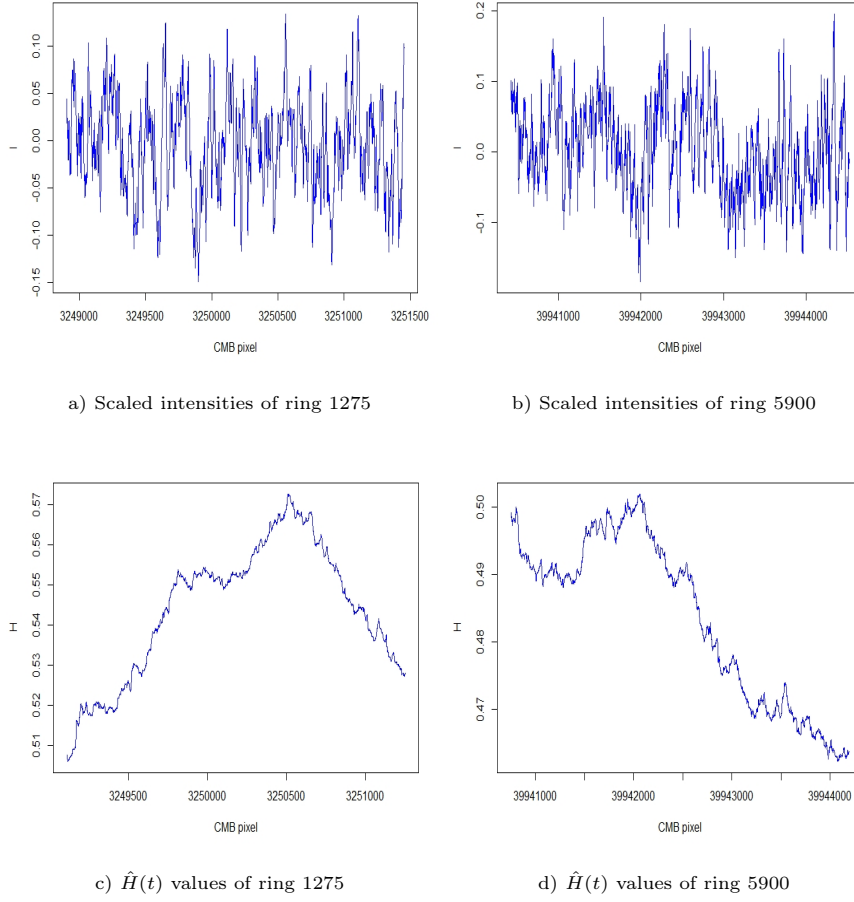 0.10
0.05
0.00
-0.05
-0.10
-0.15
I
3249000 3249500 3250000 3250500 3251000 3251500
CMB pixel
a) Scaled intensities of ring 1275
0.2
0.1
0.0
-0.1
I
39941000 39942000 39943000 39944000
CMB pixel
b) Scaled intensities of ring 5900
0.57
0.56
0.55
0.54
0.53
0.52
0.51
H
3249500 3250000 3250500 3251000
CMB pixel
c) Ĥ(t) values of ring 1275
0.50
0.49
0.48
0.47
H
39941000 39942000 39943000 39944000
CMB pixel
d) Ĥ(t) values of ring 5900